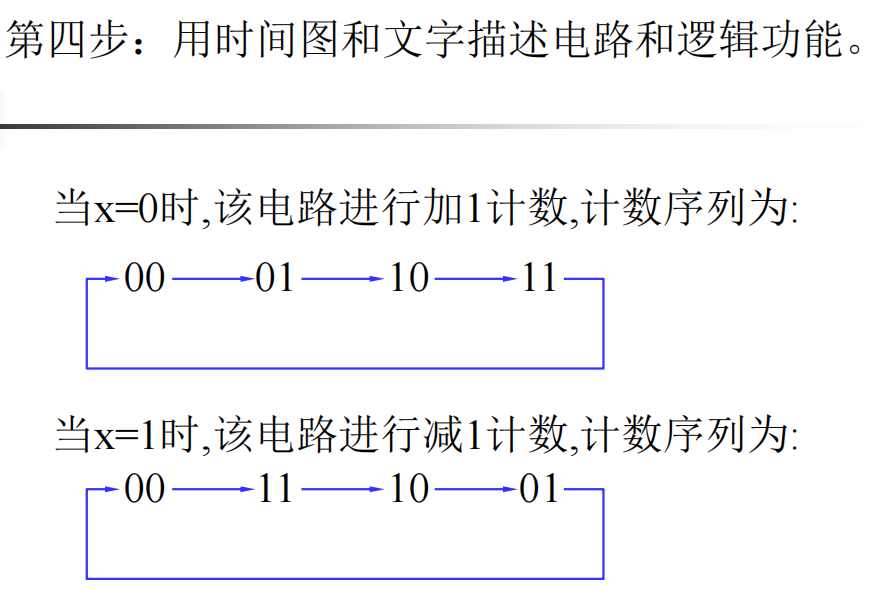 第四步：用时间图和文字描述电路和逻辑功能。
当x=0时,该电路进行加1计数,计数序列为:
00 01 10 11
当x=1时,该电路进行减1计数,计数序列为:
00 11 10 01